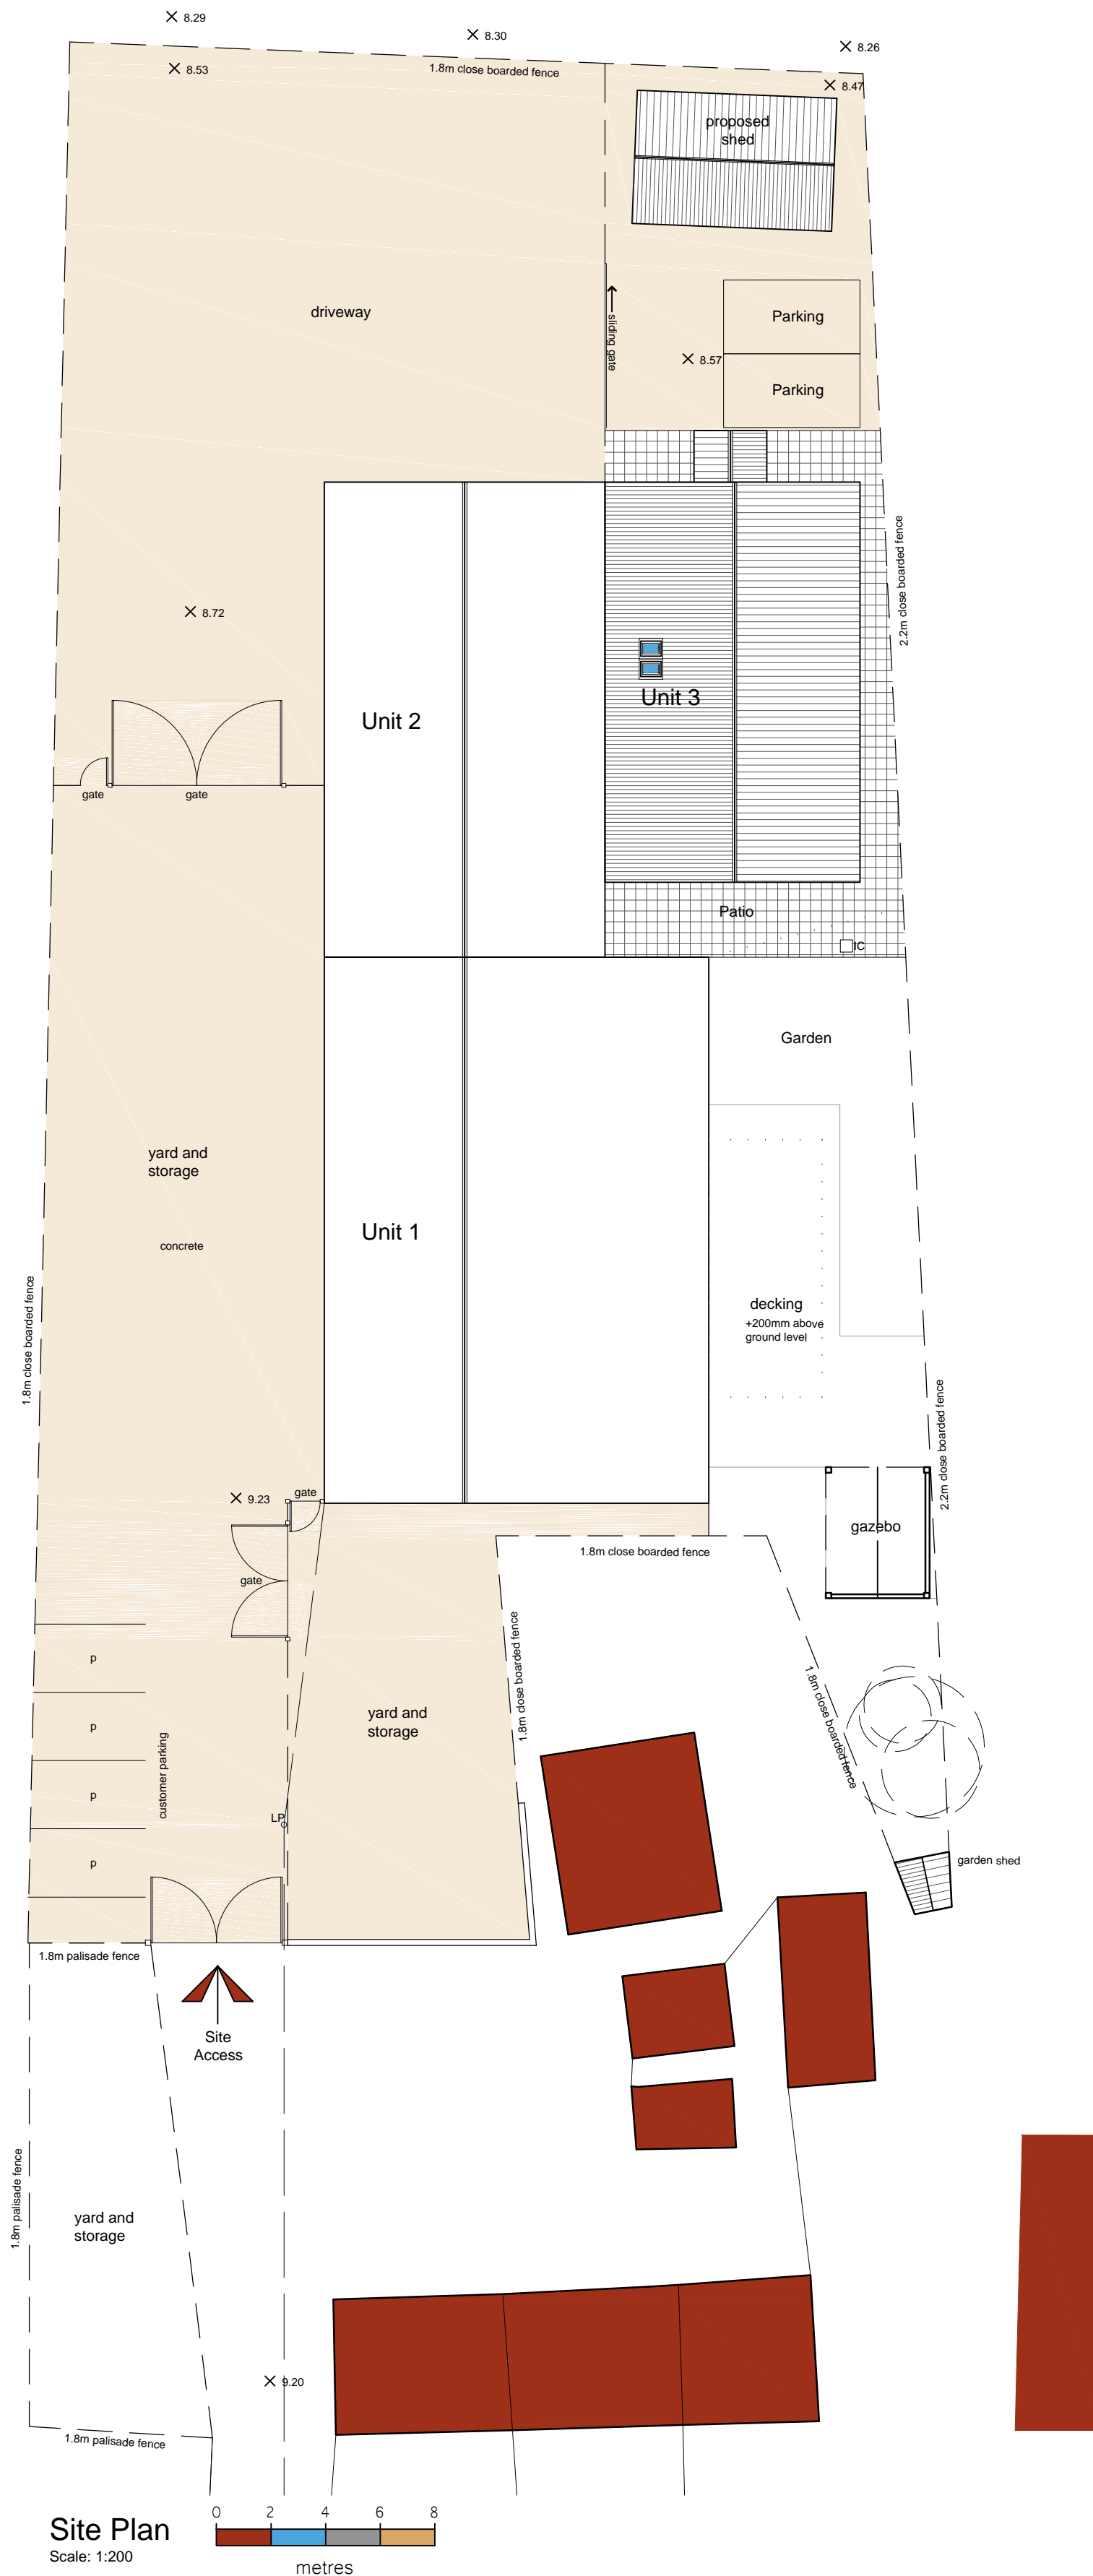 8.29
8.30
8.26
8.53
1.8m close boarded fence
8.47
proposed
shed
driveway
sliding gate
Parking
8.57
Parking
2.2m close boarded fence
8.72
Unit 3
Unit 2
gate
gate
Patio
IC
Garden
yard and
storage
concrete
Unit 1
decking
+200mm above
ground level
1.8m close boarded fence
2.2m close boarded fence
9.23
gate
gazebo
1.8m close boarded fence
gate
p
1.8m close boarded fence
1.8m close boarded fence
yard and
storage
p
customer parking
p
LP
p
garden shed
1.8m palisade fence
Site
Access
1.8m palisade fence
yard and
storage
9.20
1.8m palisade fence
Site Plan
Scale: 1:200
0 2 4 6 8
metres